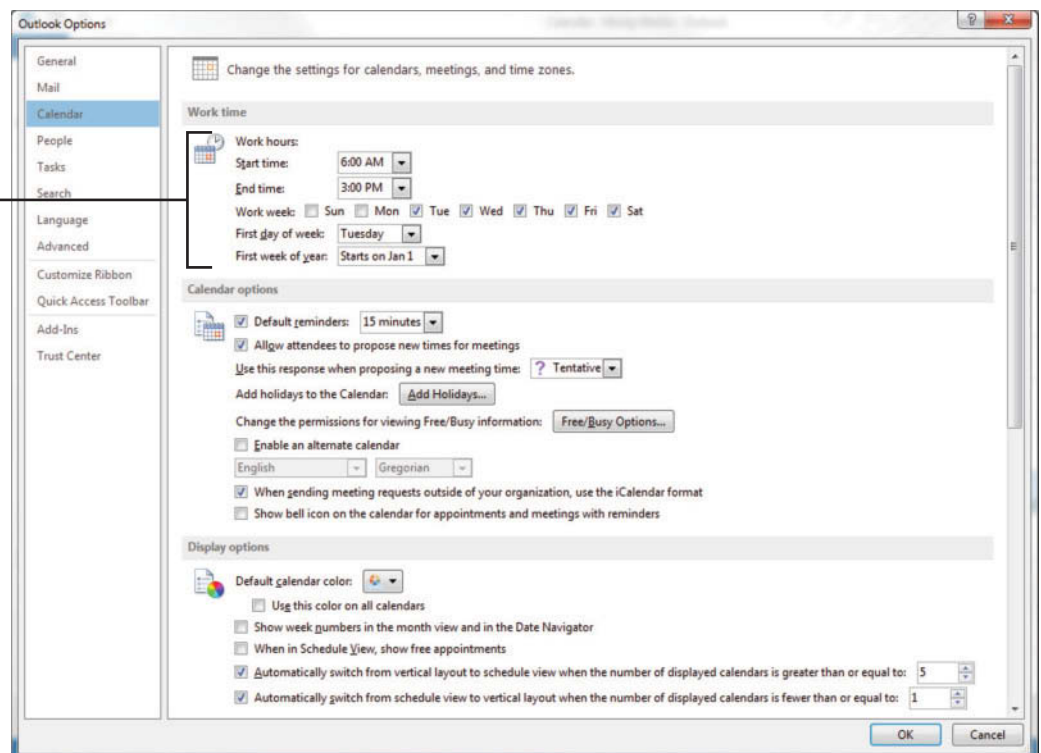 Outlook Options
General
Mail
Calendar
People
Tasks
Search
Language
Advanced
Customize Ribbon
Quick Access Toolbar
Add-Ins
Trust Center
Change the settings for calendars, meetings, and time zones.
Work time
Work hours:
Start time: 6:00 AM
End time: 3:00 PM
Work week: Sun Mon Tue Wed Thu Fri Sat
First day of week: Tuesday
First week of year: Starts on Jan 1
Calendar options
Default reminders: 15 minutes
Allow attendees to propose new times for meetings
Use this response when proposing a new meeting time: ? Tentative
Add holidays to the Calendar: Add Holidays...
Change the permissions for viewing Free/Busy information: Free/Busy Options...
Enable an alternate calendar
English Gregorian
When sending meeting requests outside of your organization, use the iCalendar format
Show bell icon on the calendar for appointments and meetings with reminders
Display options
Default calendar color:
Use this color on all calendars
Show week numbers in the month view and in the Date Navigator
When in Schedule View, show free appointments
Automatically switch from vertical layout to schedule view when the number of displayed calendars is greater than or equal to: 5
Automatically switch from schedule view to vertical layout when the number of displayed calendars is fewer than or equal to: 1
OK Cancel